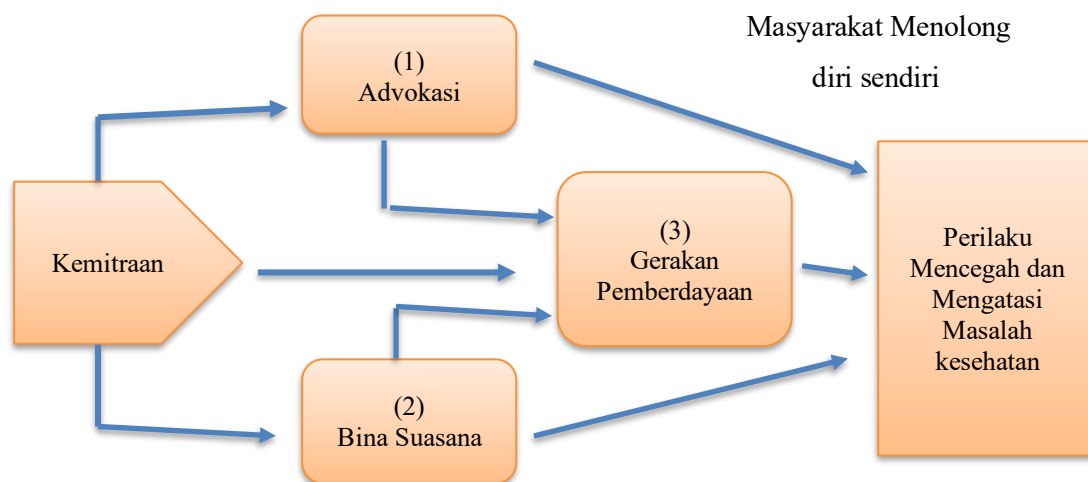 Masyarakat Menolong
diri sendiri
(1)
Advokasi
Kemitraan
(3)
Gerakan
Pemberdayaan
(2)
Bina Suasana
Perilaku
Mencegah dan
Mengatasi
Masalah
kesehatan